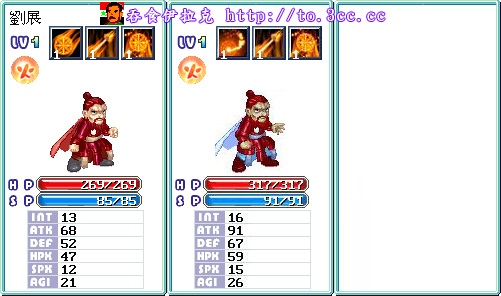 吞食伊拉克 http://to.3cc.cc
劉展
LV1
1 1 1
火
HP 269/269
SP 85/85
INT 13
ATK 68
DEF 52
HPK 47
SPK 12
AGI 21
LV1
1 1 1
火
HP 317/317
SP 91/91
INT 16
ATK 91
DEF 67
HPK 59
SPK 15
AGI 26